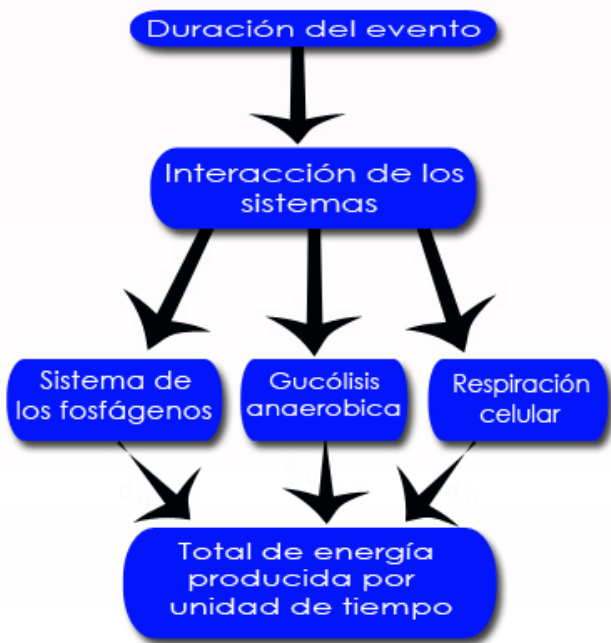 Duración del evento
Interacción de los
sistemas
Sistema de
los fosfágenos
Gucólisis
anaerobica
Respiración
celular
Total de energía
producida por
unidad de tiempo